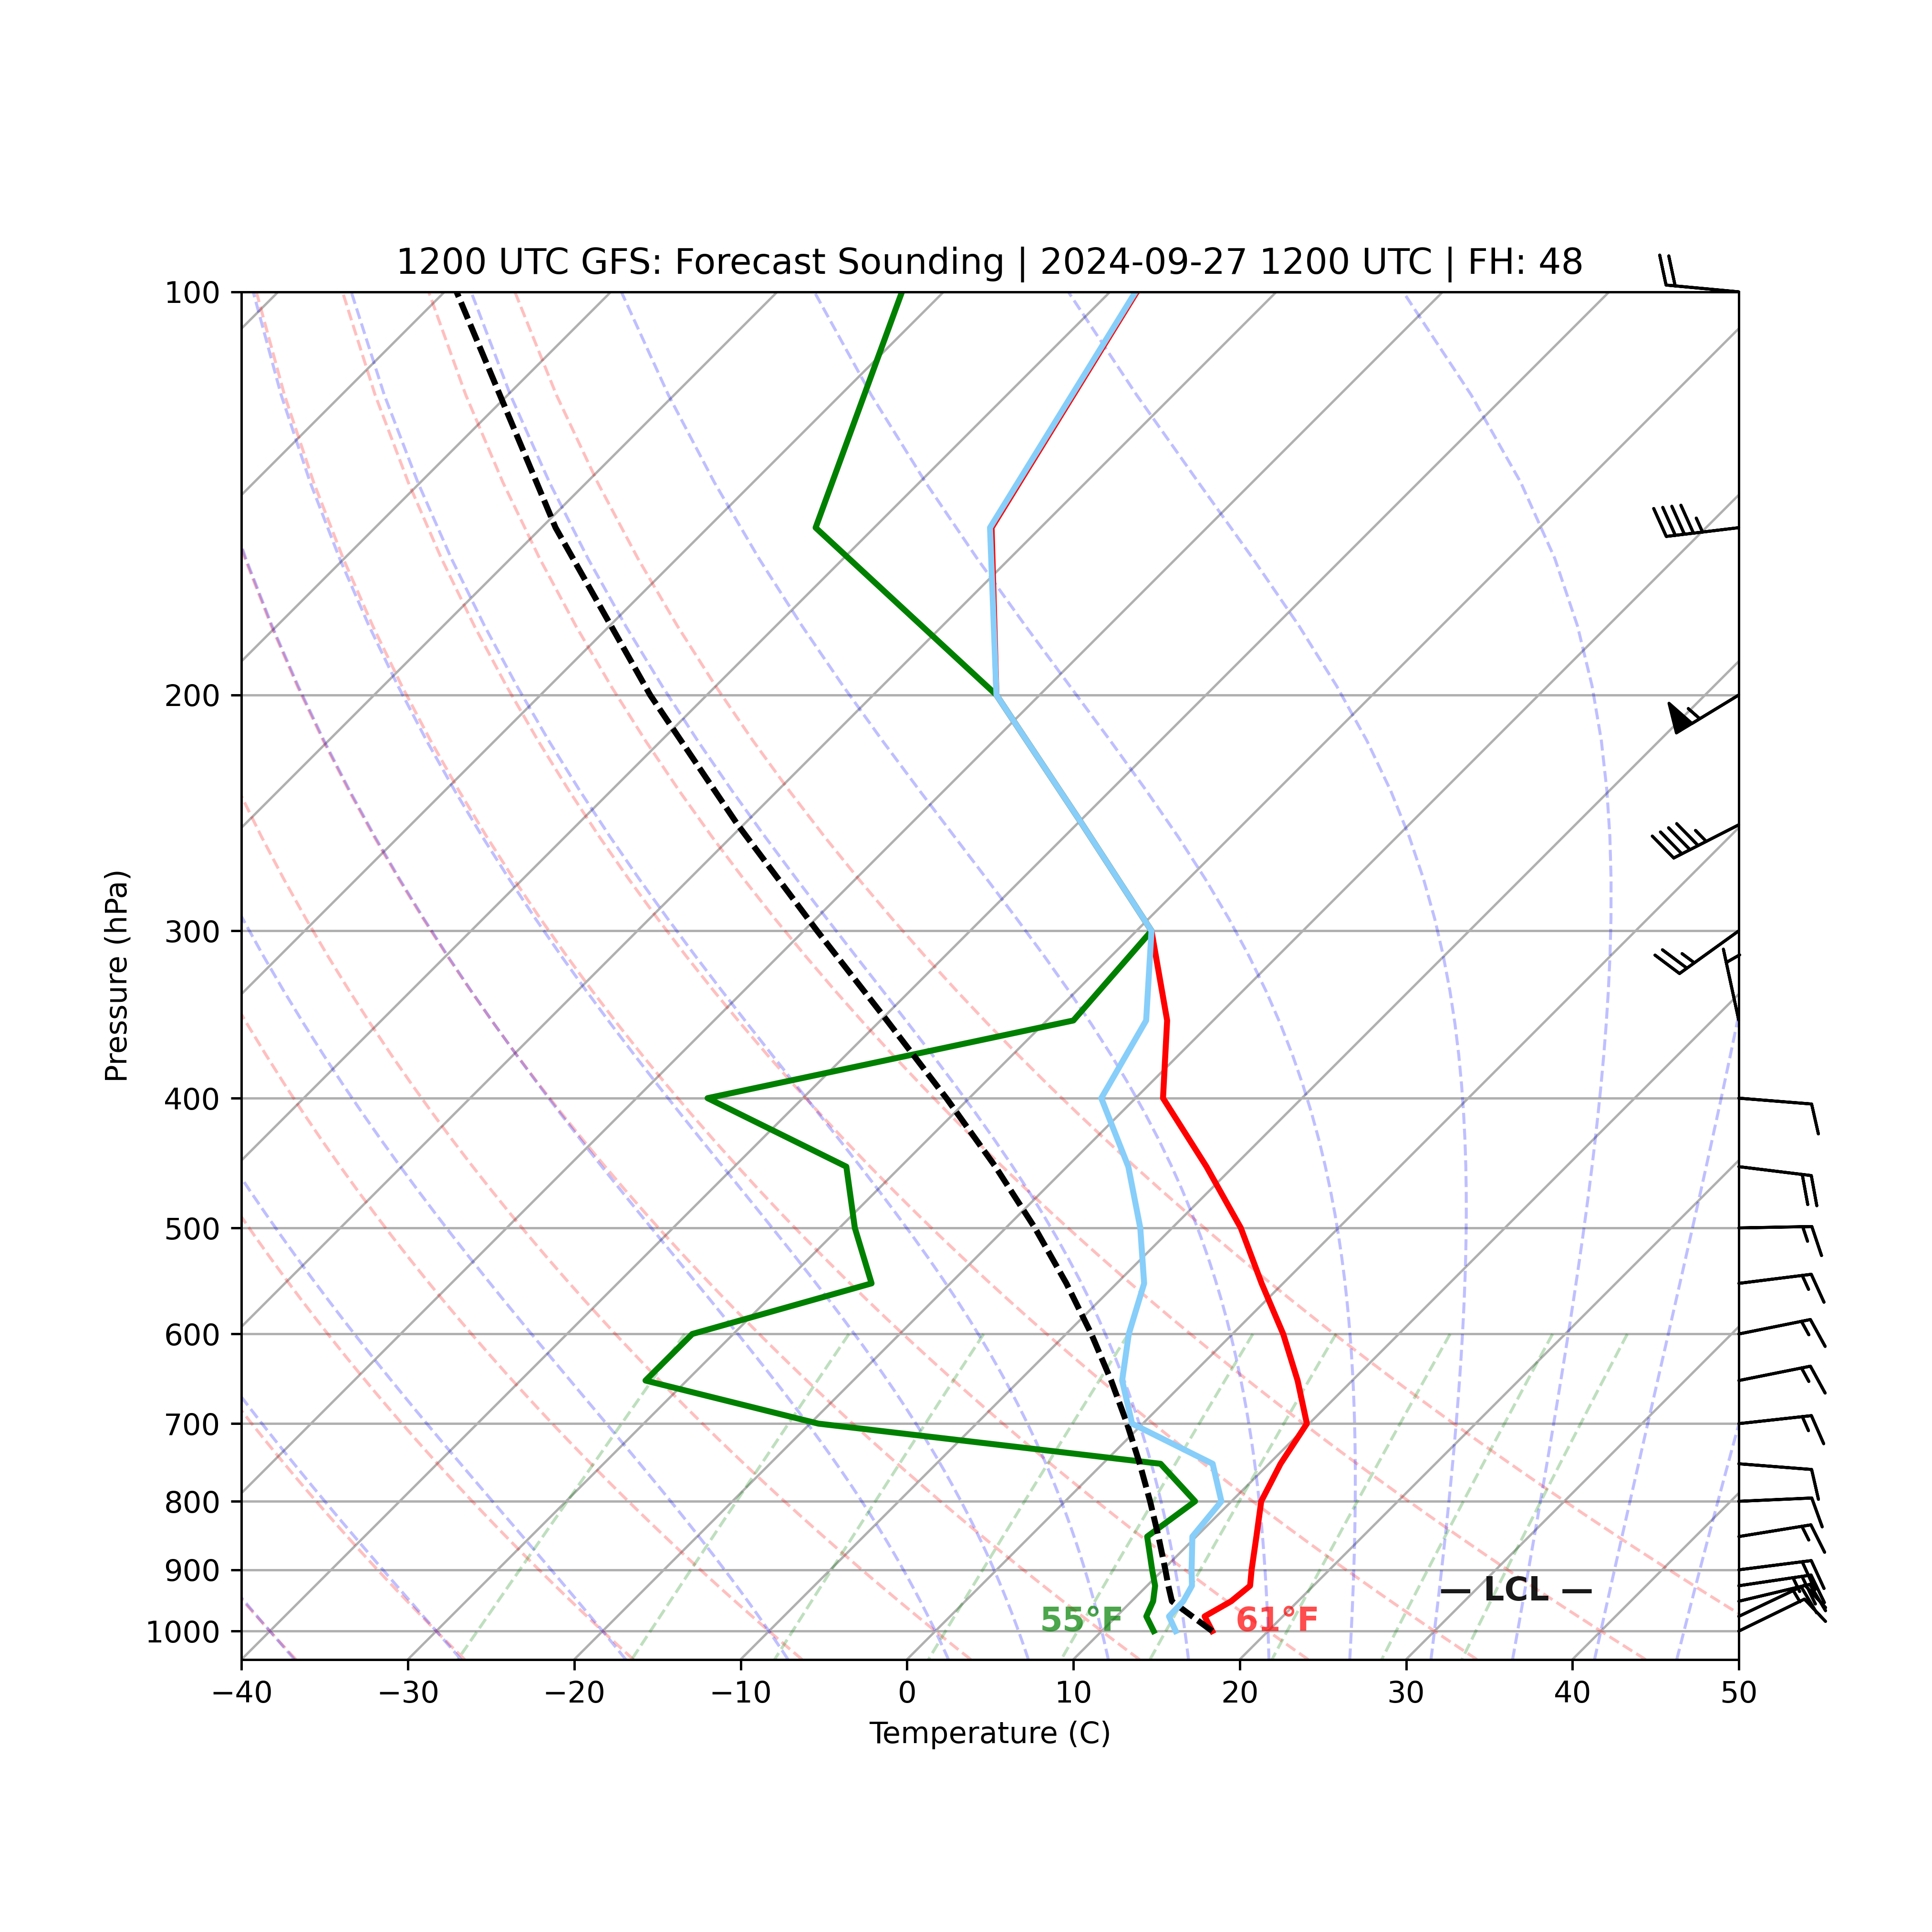 1200 UTC GFS: Forecast Sounding | 2024-09-27 1200 UTC | FH: 48
100
200
300
400
500
600
700
800
900
1000
Pressure (hPa)
— LCL —
55°F
61°F
−40 −30 −20 −10 0 10 20 30 40 50
Temperature (C)